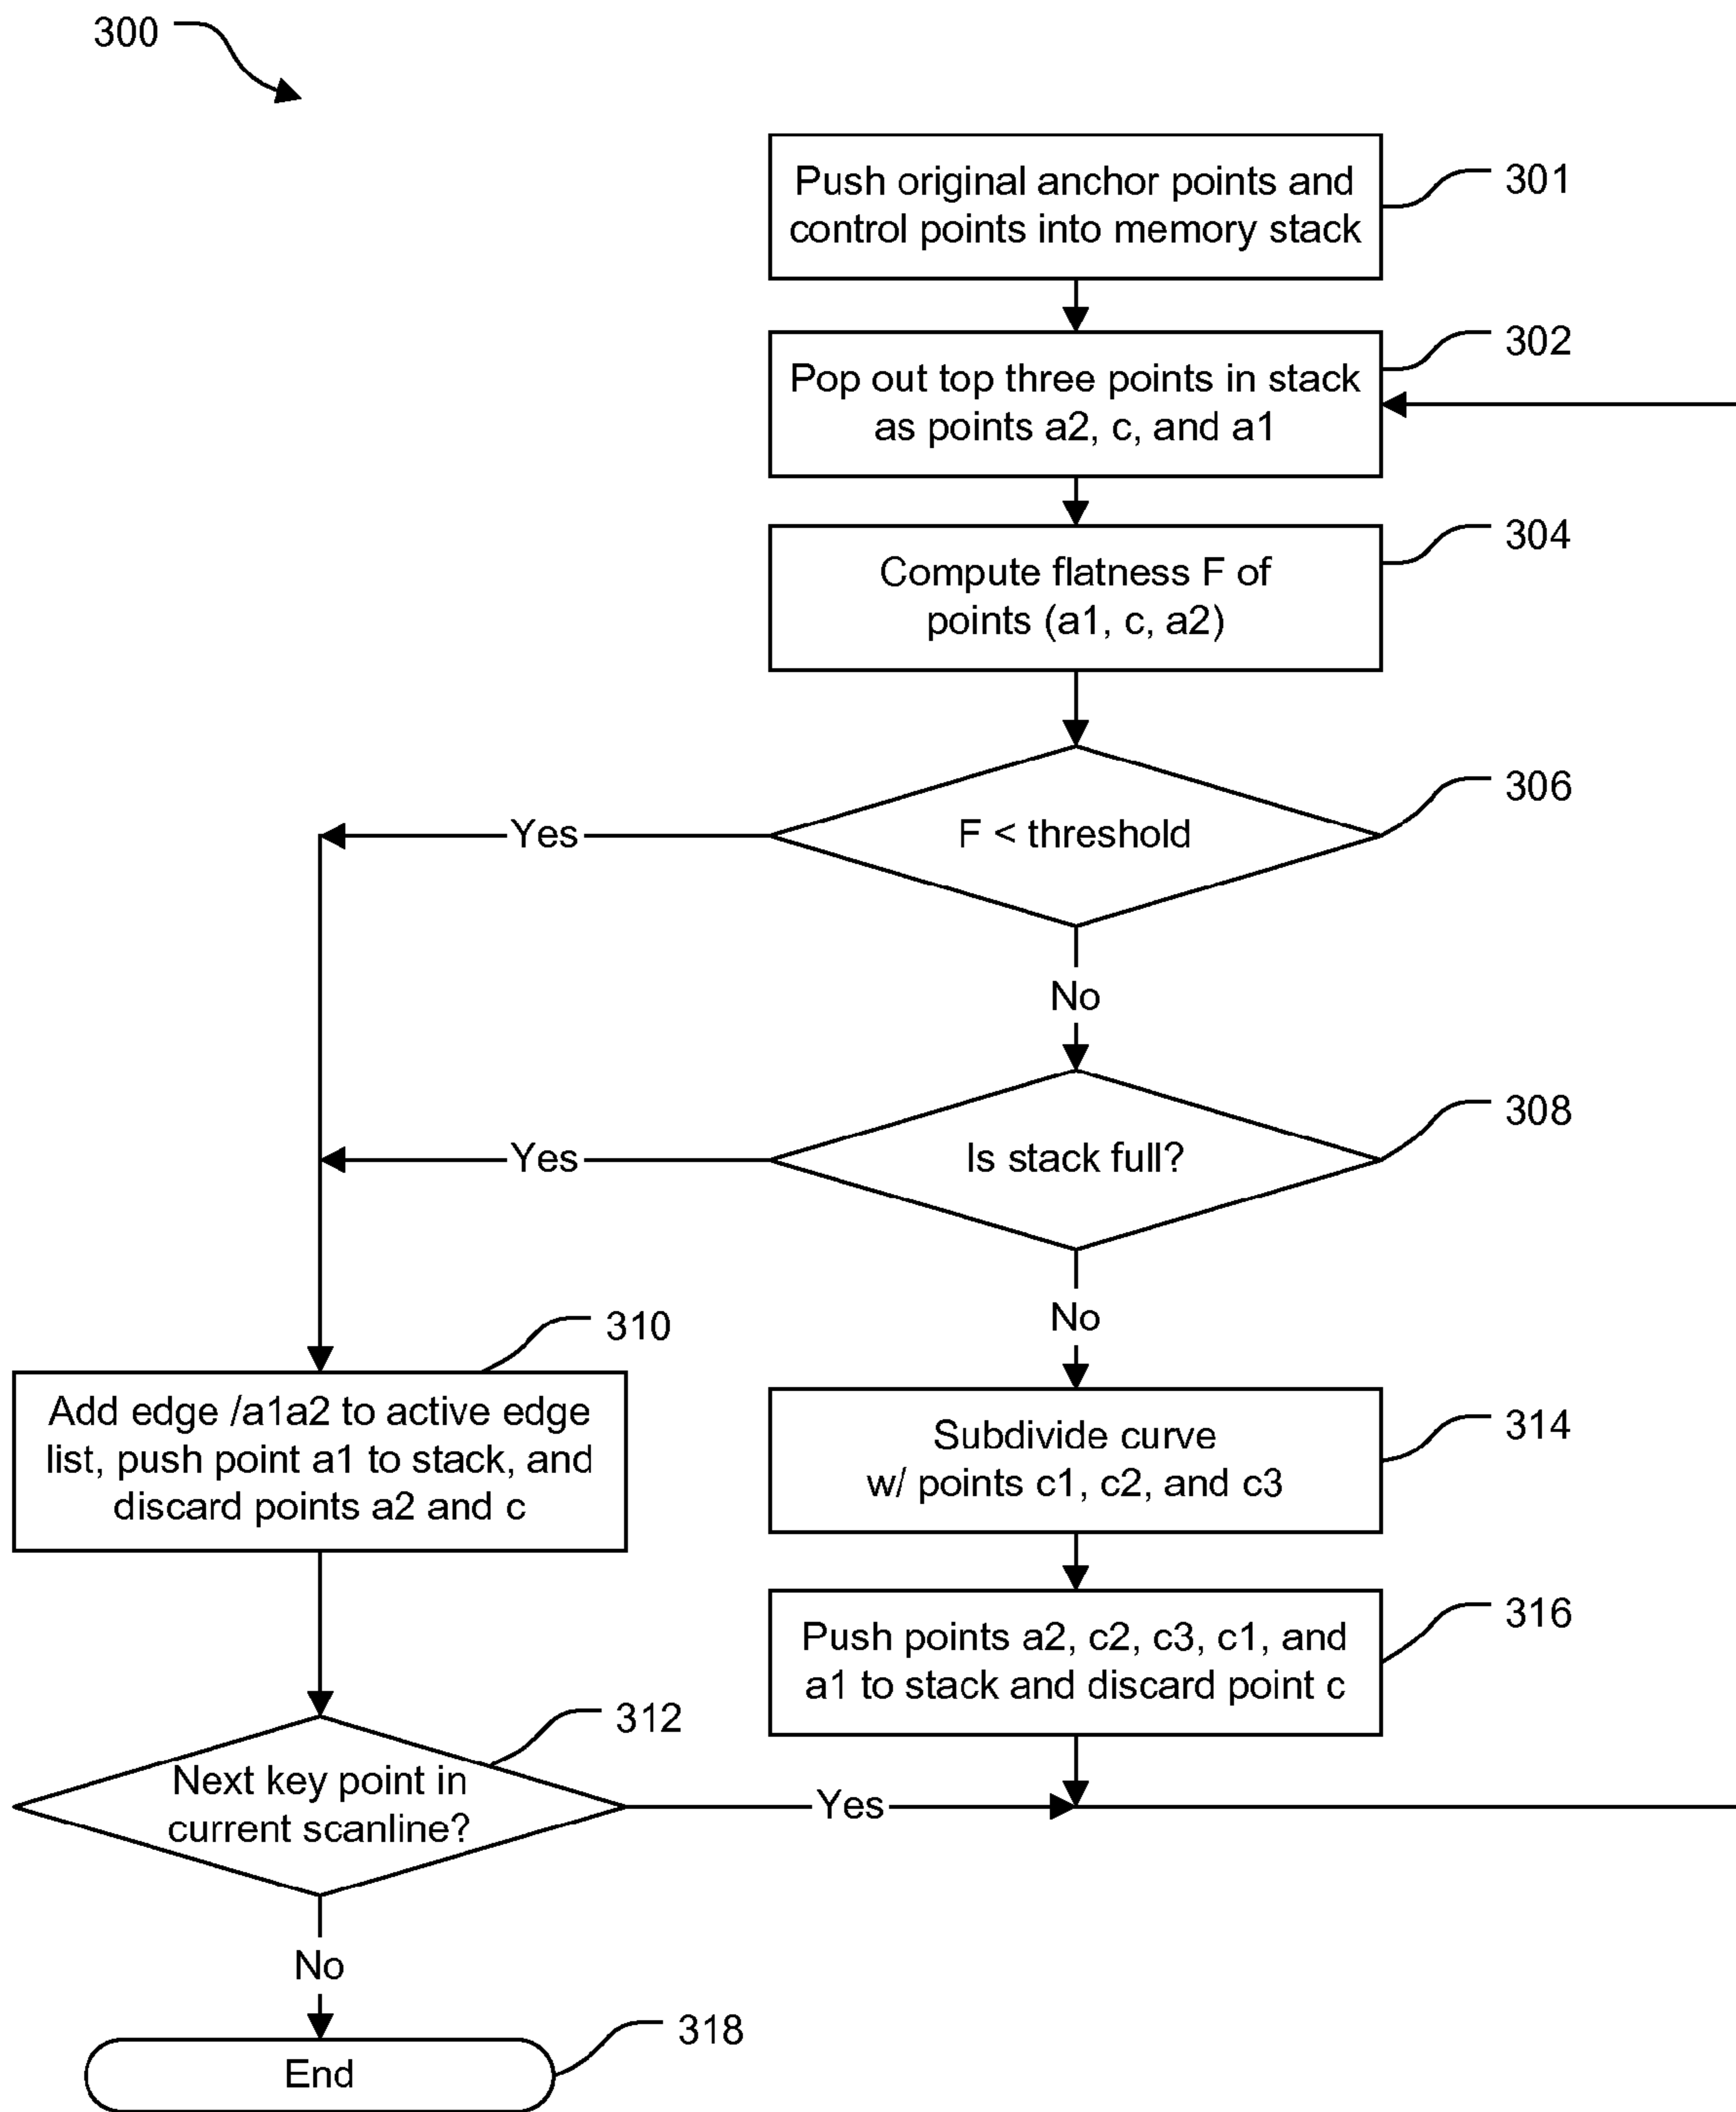 300
Push original anchor points and
control points into memory stack
301
Pop out top three points in stack
as points a2, c, and a1
302
Compute flatness F of
points (a1, c, a2)
304
F < threshold
306
Yes
No
Is stack full?
308
Yes
No
310
Add edge /a1a2 to active edge
list, push point a1 to stack, and
discard points a2 and c
Subdivide curve
w/ points c1, c2, and c3
314
Push points a2, c2, c3, c1, and
a1 to stack and discard point c
316
312
Next key point in
current scanline?
Yes
No
End
318